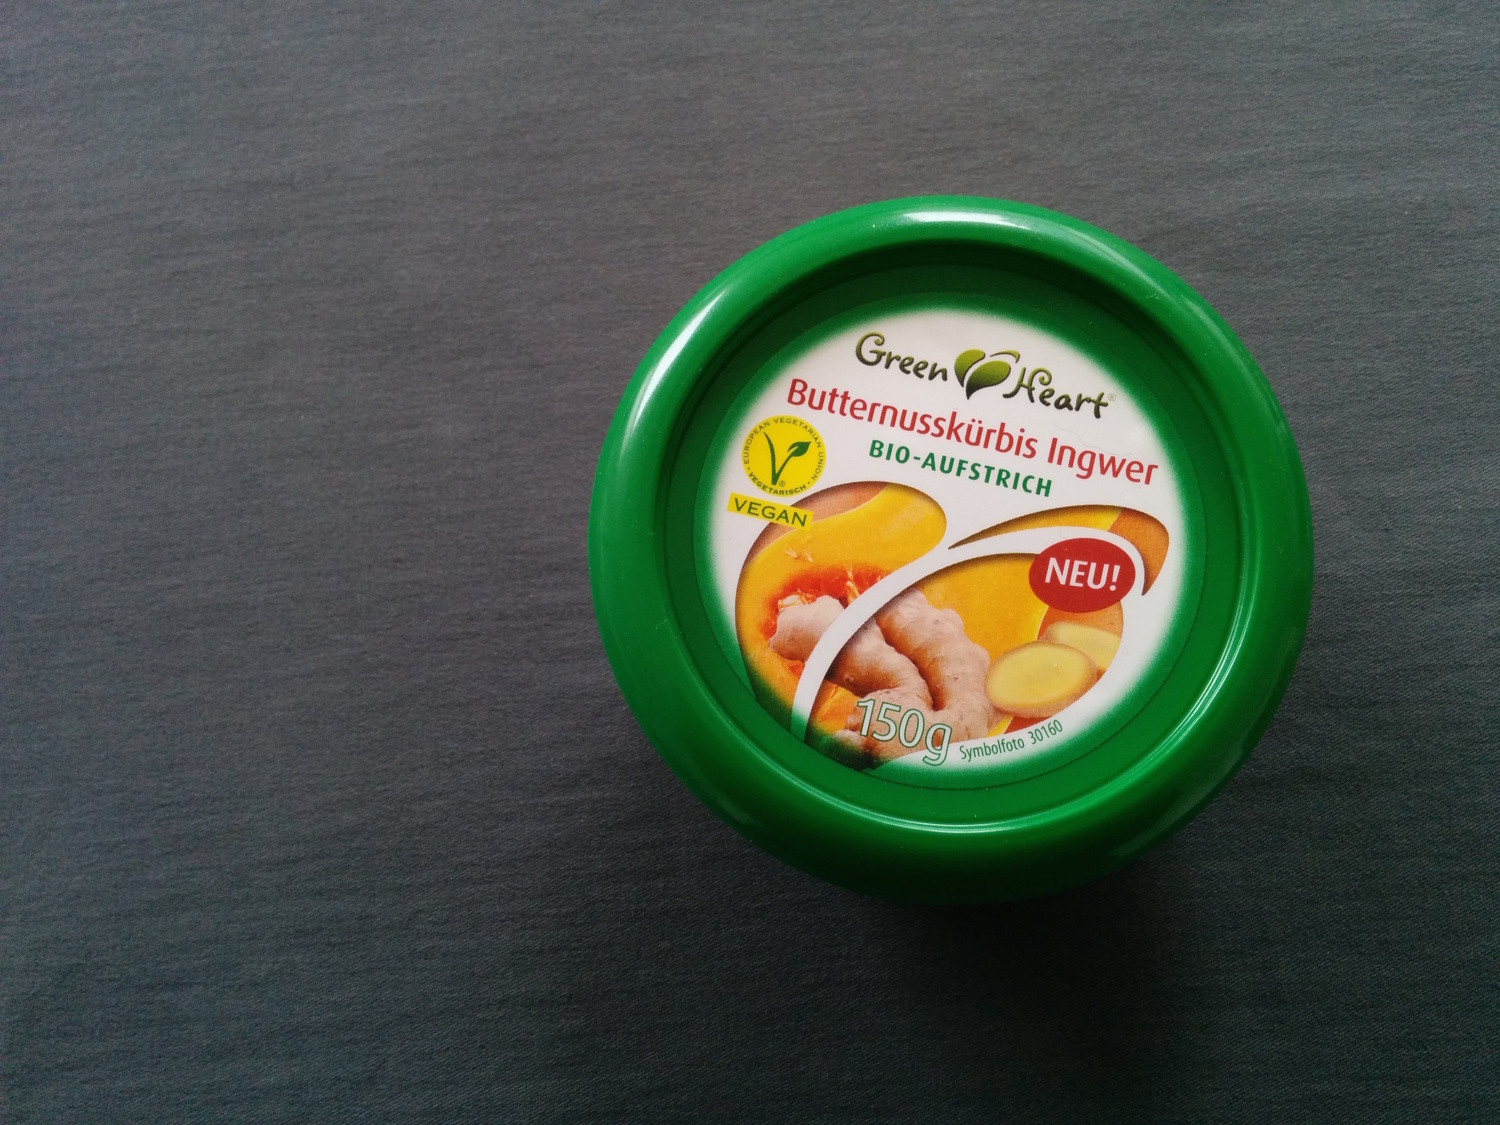 Green Heart®
Butternusskürbis Ingwer
BIO-AUFSTRICH
EUROPEAN VEGETARIAN UNION
VEGETARISCH
VEGAN
NEU!
150g
Symbolfoto 30160